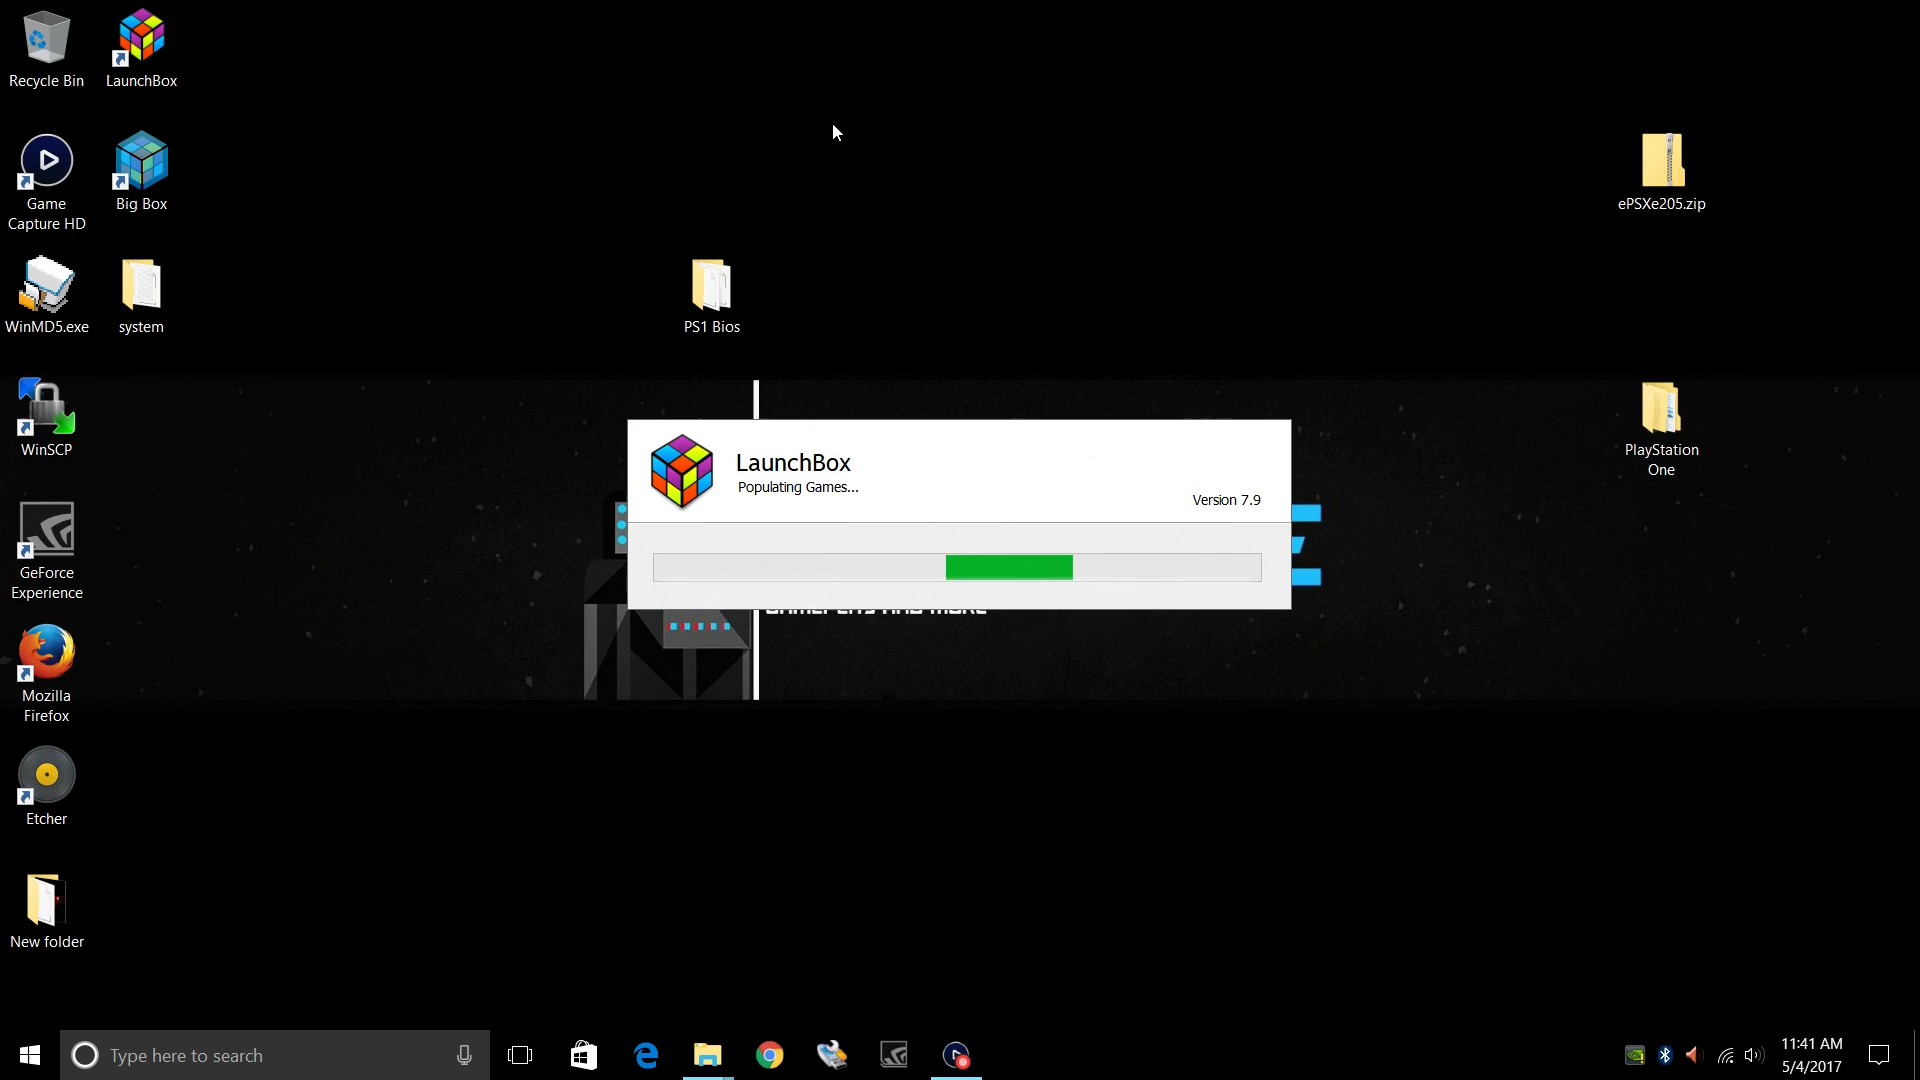 Recycle Bin
LaunchBox
Game
Capture HD
Big Box
ePSXe205.zip
WinMD5.exe
system
PS1 Bios
WinSCP
PlayStation
One
LaunchBox
Populating Games...
Version 7.9
GeForce
Experience
Mozilla
Firefox
Etcher
New folder
Type here to search
11:41 AM
5/4/2017